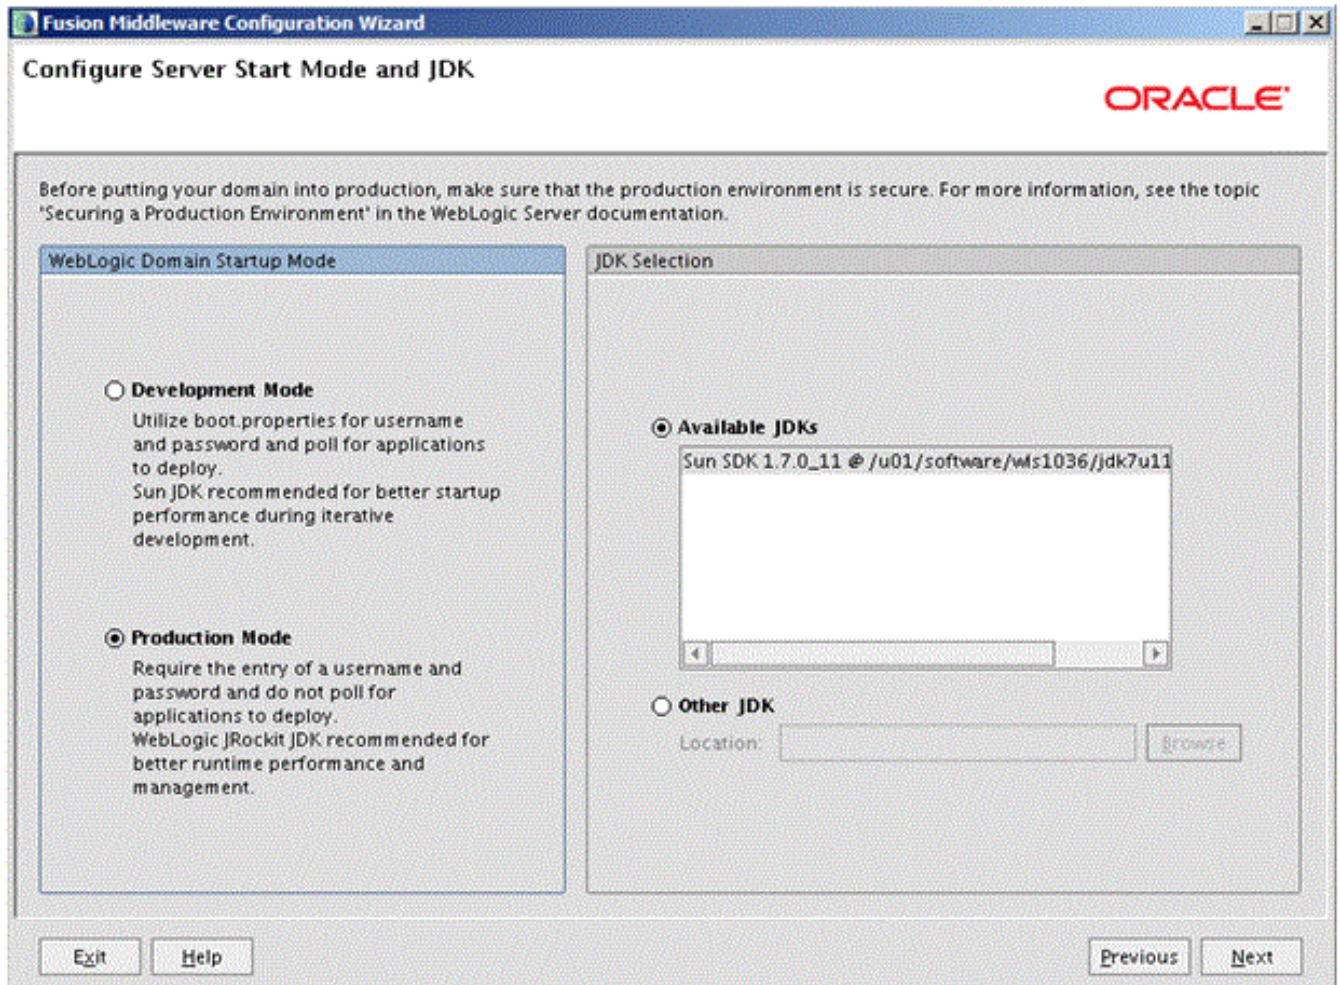 Fusion Middleware Configuration Wizard
Configure Server Start Mode and JDK
ORACLE
Before putting your domain into production, make sure that the production environment is secure. For more information, see the topic
'Securing a Production Environment' in the WebLogic Server documentation.
WebLogic Domain Startup Mode
Development Mode
Utilize boot.properties for username
and password and poll for applications
to deploy.
Sun JDK recommended for better startup
performance during iterative
development.
Production Mode
Require the entry of a username and
password and do not poll for
applications to deploy.
WebLogic JRockit JDK recommended for
better runtime performance and
management.
JDK Selection
Available JDKs
Sun SDK 1.7.0_11 @ /u01/software/wls1036/jdk7u11
Other JDK
Location:
Browse
Exit
Help
Previous
Next